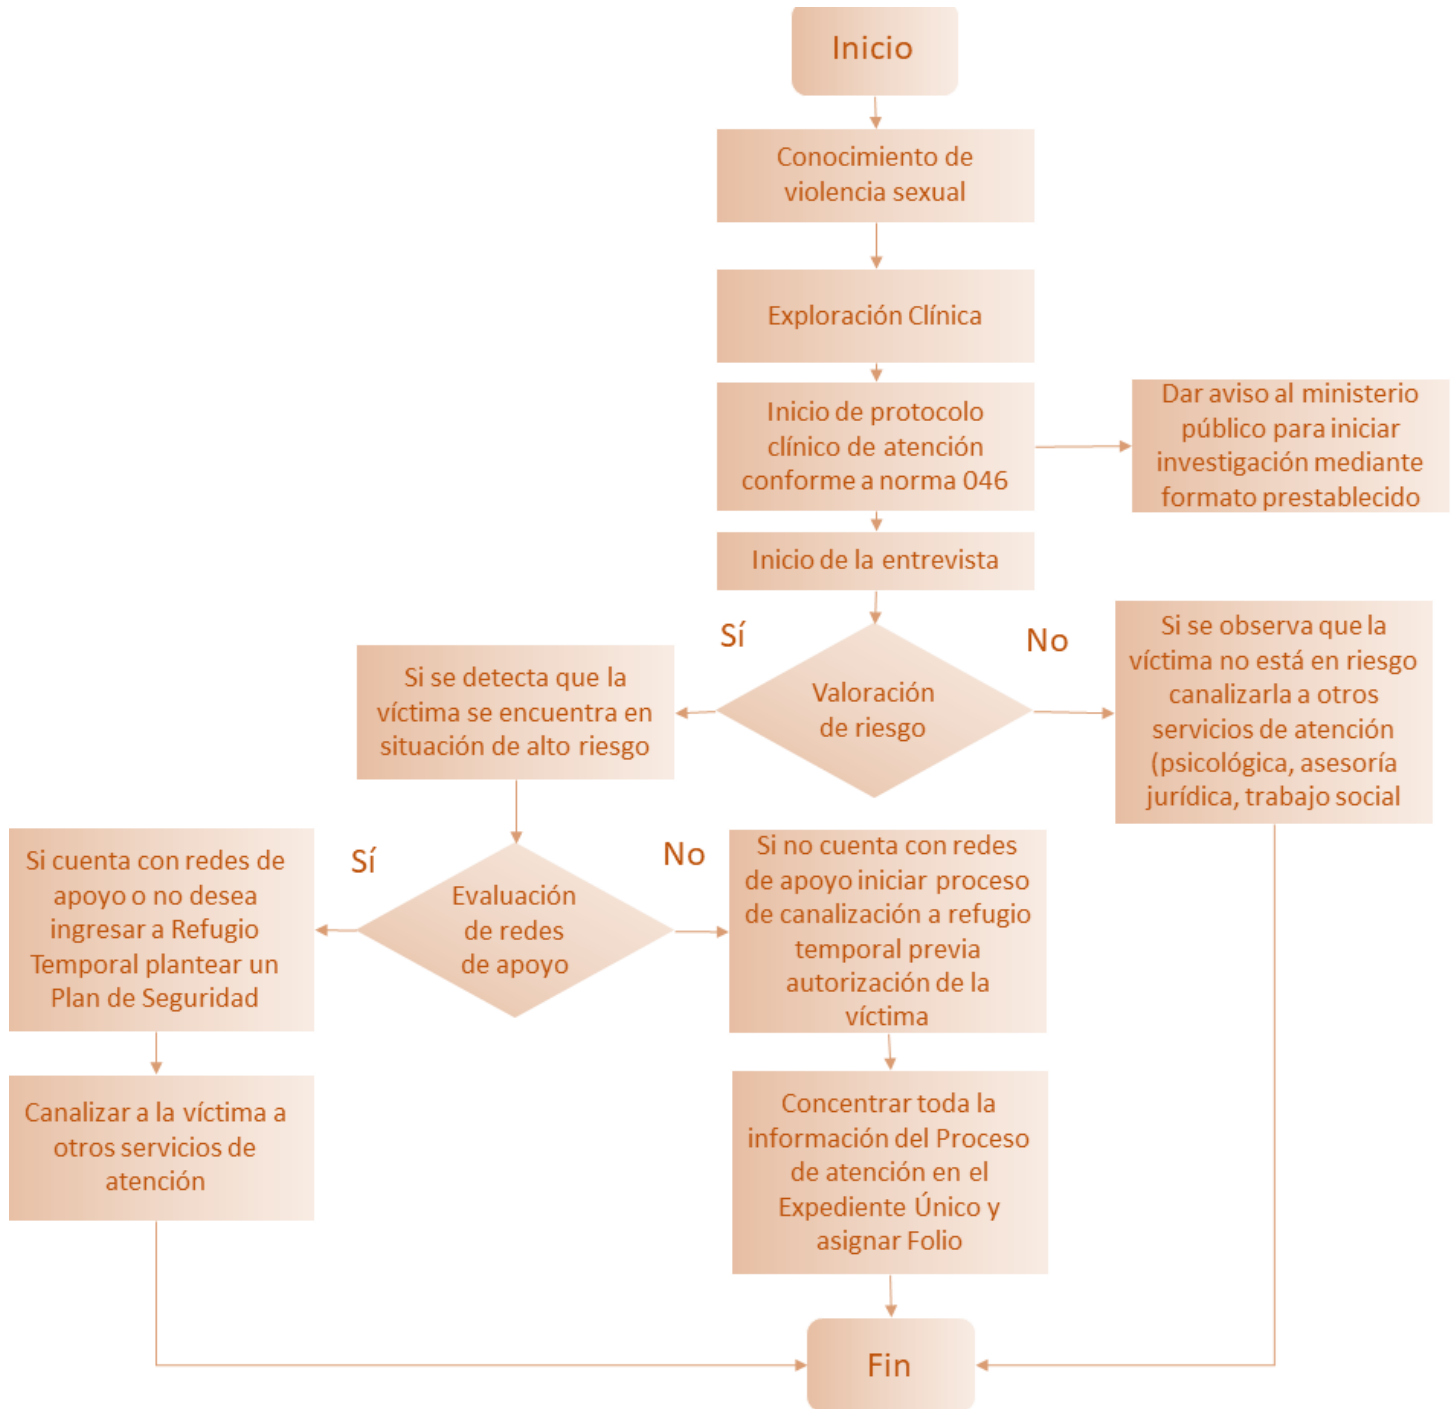 Inicio
Conocimiento de
violencia sexual
Exploración Clínica
Inicio de protocolo
clínico de atención
conforme a norma 046
Dar aviso al ministerio
público para iniciar
investigación mediante
formato prestablecido
Inicio de la entrevista
Sí
No
Valoración
de riesgo
Si se detecta que la
víctima se encuentra en
situación de alto riesgo
Si se observa que la
víctima no está en riesgo
canalizarla a otros
servicios de atención
(psicológica, asesoría
jurídica, trabajo social
Sí
No
Evaluación
de redes
de apoyo
Si cuenta con redes de
apoyo o no desea
ingresar a Refugio
Temporal plantear un
Plan de Seguridad
Si no cuenta con redes
de apoyo iniciar proceso
de canalización a refugio
temporal previa
autorización de la
víctima
Canalizar a la víctima a
otros servicios de
atención
Concentrar toda la
información del Proceso
de atención en el
Expediente Único y
asignar Folio
Fin